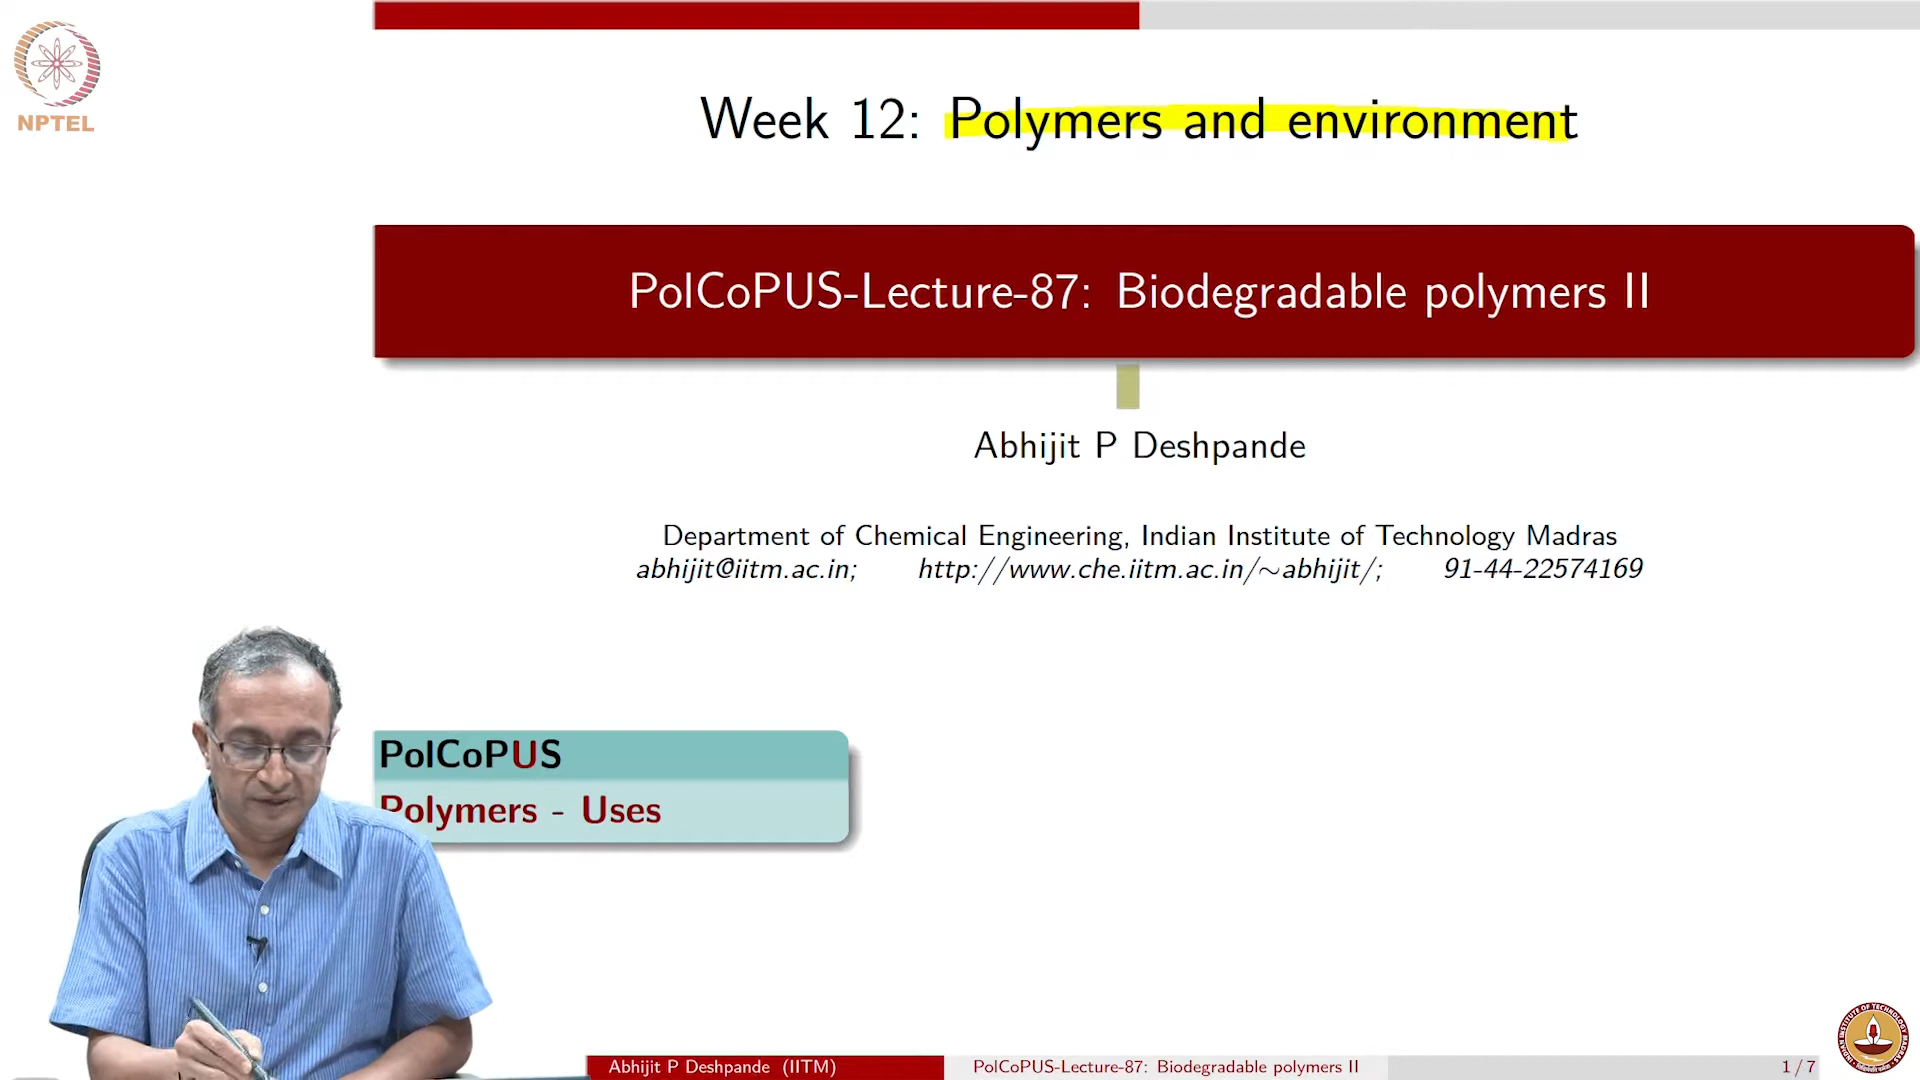 NPTEL
Week 12: Polymers and environment
PolCoPUS-Lecture-87: Biodegradable polymers II
Abhijit P Deshpande
Department of Chemical Engineering, Indian Institute of Technology Madras
abhijit@iitm.ac.in; http://www.che.iitm.ac.in/~abhijit/; 91-44-22574169
PolCoPUS
Polymers - Uses
Abhijit P Deshpande (IITM) PolCoPUS-Lecture-87: Biodegradable polymers II 1 / 7